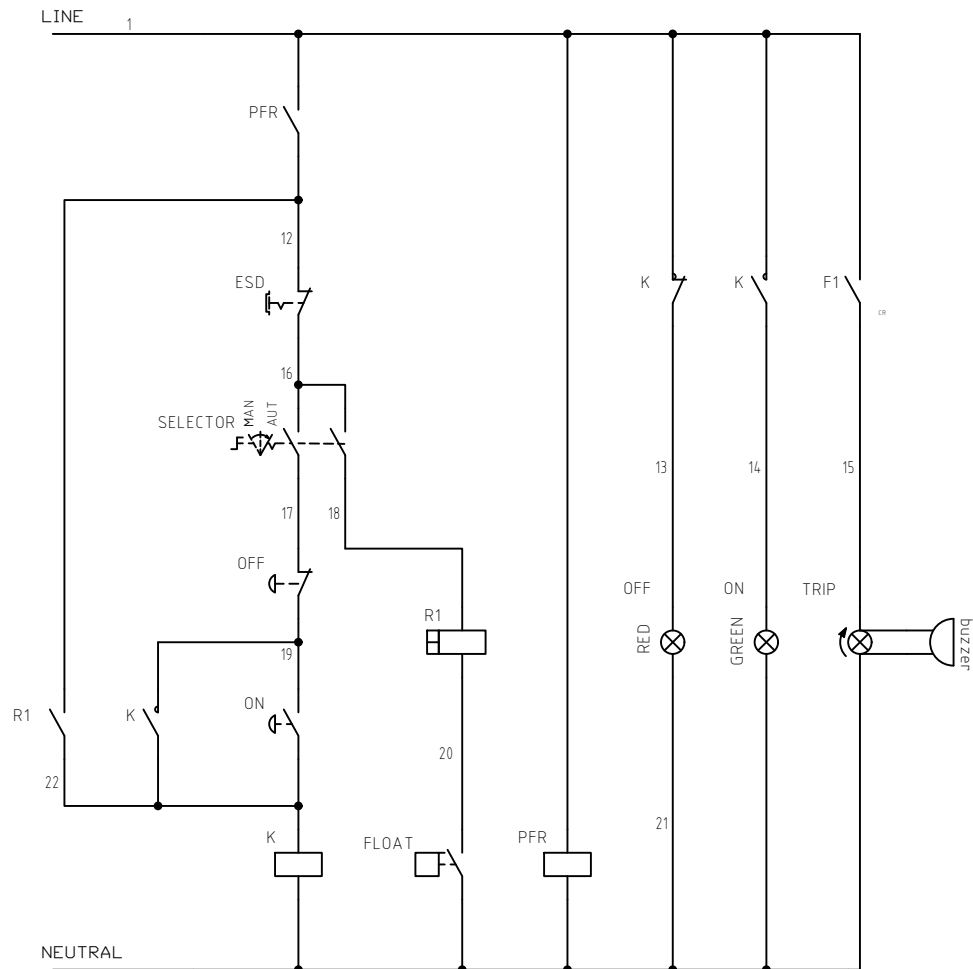 LINE
1
PFR
12
ESD
K
K
F1
CR
16
SELECTOR
MAN
AUT
13
14
15
17
18
OFF
OFF
ON
TRIP
R1
RED
GREEN
buzzer
19
R1
K
ON
20
22
21
K
FLOAT
PFR
NEUTRAL